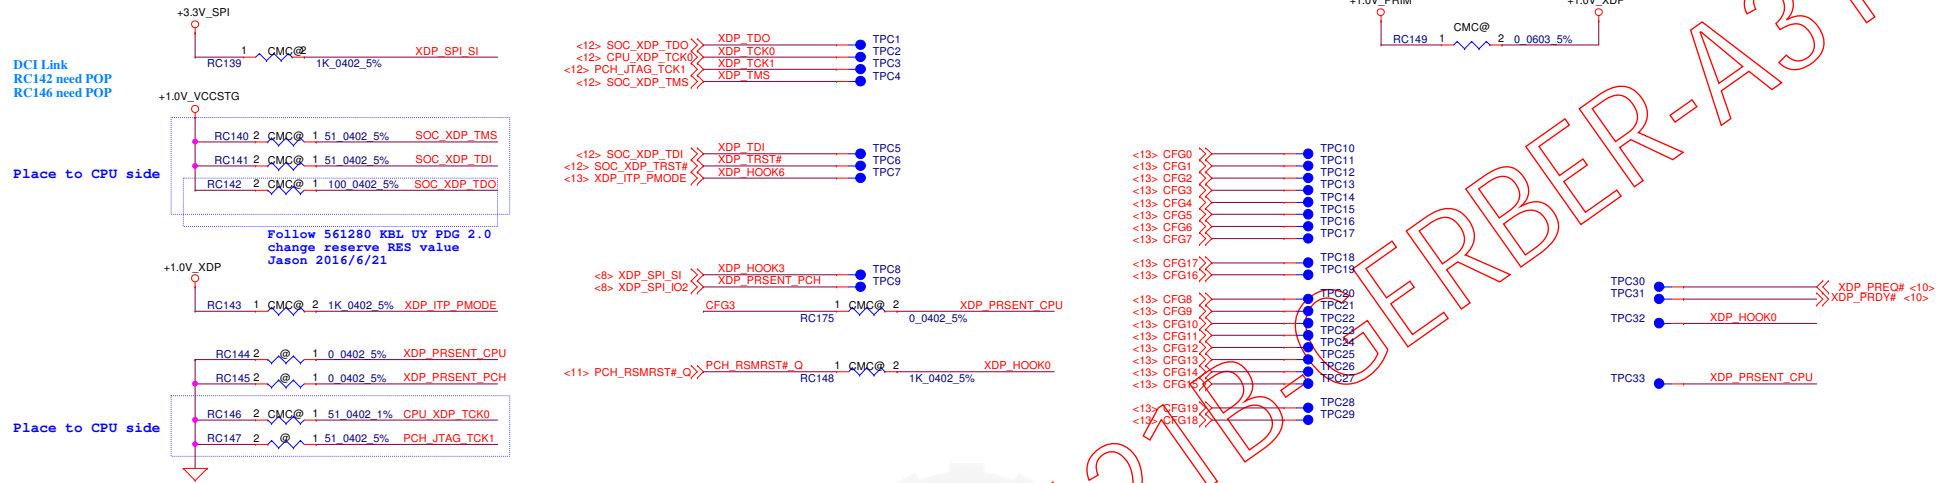 +3.3V_SPI
1 CMC@ 2 XDP_SPI_SI
RC139 1K_0402_5%
DCI Link
RC142 need POP
RC146 need POP
+1.0V_VCCSTG
RC140 2 CMC@ 1 51_0402_5% SOC_XDP_TMS
RC141 2 CMC@ 1 51_0402_5% SOC_XDP_TDI
Place to CPU side
RC142 2 CMC@ 1 100_0402_5% SOC_XDP_TDO
Follow 561280 KBL UY PDG 2.0
change reserve RES value
Jason 2016/6/21
+1.0V_XDP
RC143 1 CMC@ 2 1K_0402_5% XDP_ITP_PMODE
RC144 2 @ 1 0_0402_5% XDP_PRSENT_CPU
RC145 2 @ 1 0_0402_5% XDP_PRSENT_PCH
RC146 2 CMC@ 1 51_0402_1% CPU_XDP_TCK0
Place to CPU side
RC147 2 @ 1 51_0402_5% PCH_JTAG_TCK1
<12> SOC_XDP_TDO XDP_TDO TPC1
<12> CPU_XDP_TCK0 XDP_TCK0 TPC2
<12> PCH_JTAG_TCK1 XDP_TCK1 TPC3
<12> SOC_XDP_TMS XDP_TMS TPC4
<12> SOC_XDP_TDI XDP_TDI TPC5
<12> SOC_XDP_TRST# XDP_TRST# TPC6
<13> XDP_ITP_PMODE XDP_HOOK6 TPC7
<8> XDP_SPI_SI XDP_HOOK3 TPC8
<8> XDP_SPI_IO2 XDP_PRSENT_PCH TPC9
CFG3 1 CMC@ 2 XDP_PRSENT_CPU
RC175 0_0402_5%
<11> PCH_RSMRST#_Q PCH_RSMRST#_Q 1 CMC@ 2 XDP_HOOK0
RC148 1K_0402_5%
+1.0V_PRIM +1.0V_XDP
CMC@
RC149 1 2 0_0603_5%
<13> CFG0 TPC10
<13> CFG1 TPC11
<13> CFG2 TPC12
<13> CFG3 TPC13
<13> CFG4 TPC14
<13> CFG5 TPC15
<13> CFG6 TPC16
<13> CFG7 TPC17
<13> CFG17 TPC18
<13> CFG16 TPC19
<13> CFG8 TPC20
<13> CFG9 TPC21
<13> CFG10 TPC22
<13> CFG11 TPC23
<13> CFG12 TPC24
<13> CFG13 TPC25
<13> CFG14 TPC26
<13> CFG15 TPC27
<13> CFG19 TPC28
<13> CFG18 TPC29
TPC30 XDP_PREQ# <10>
TPC31 XDP_PRDY# <10>
TPC32 XDP_HOOK0
TPC33 XDP_PRSENT_CPU
21B-GERBER-A31